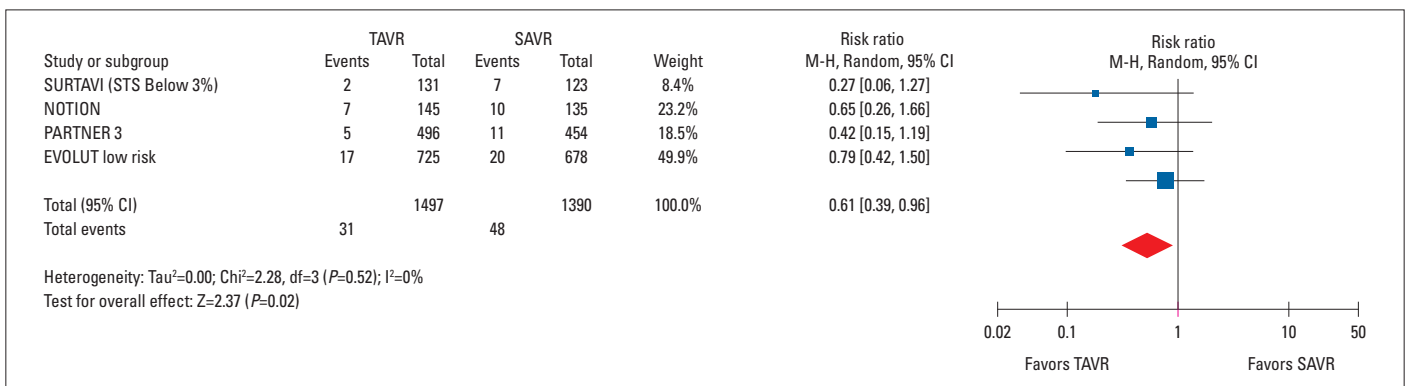 TAVR SAVR Risk ratio Risk ratio
Study or subgroup Events Total Events Total Weight M-H, Random, 95% CI M-H, Random, 95% CI
SURTAVI (STS Below 3%) 2 131 7 123 8.4% 0.27 [0.06, 1.27]
NOTION 7 145 10 135 23.2% 0.65 [0.26, 1.66]
PARTNER 3 5 496 11 454 18.5% 0.42 [0.15, 1.19]
EVOLUT low risk 17 725 20 678 49.9% 0.79 [0.42, 1.50]
Total (95% CI) 1497 1390 100.0% 0.61 [0.39, 0.96]
Total events 31 48
Heterogeneity: Tau²=0.00; Chi²=2.28, df=3 (P=0.52); I²=0%
Test for overall effect: Z=2.37 (P=0.02)
0.02 0.1 1 10 50
Favors TAVR Favors SAVR